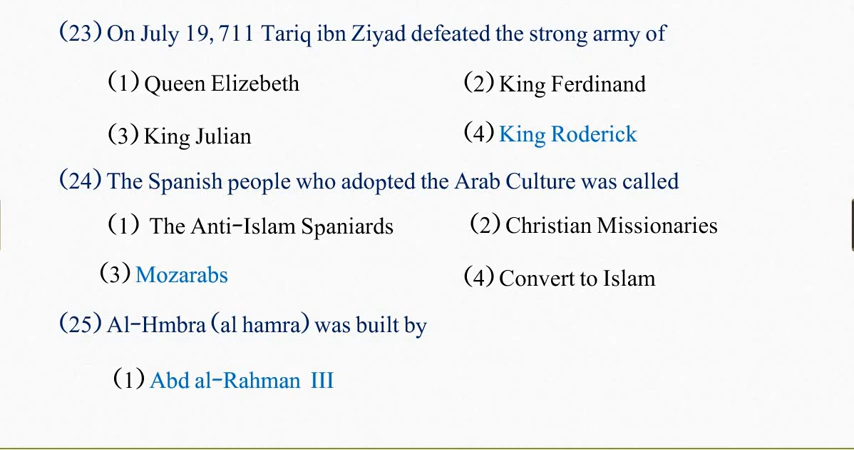 (23) On July 19, 711 Tariq ibn Ziyad defeated the strong army of
(1) Queen Elizebeth (2) King Ferdinand
(3) King Julian (4) King Roderick
(24) The Spanish people who adopted the Arab Culture was called
(1) The Anti-Islam Spaniards (2) Christian Missionaries
(3) Mozarabs (4) Convert to Islam
(25) Al-Hmbra (al hamra) was built by
(1) Abd al-Rahman III